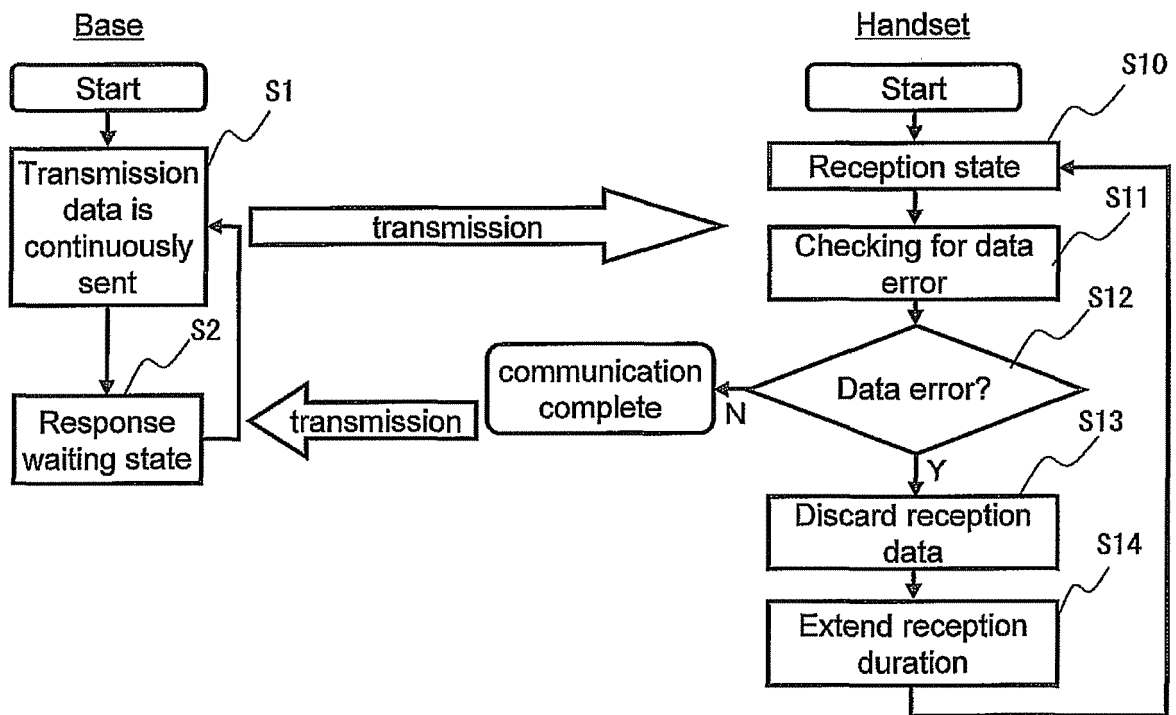 Base
Start
S1
Transmission
data is
continuously
sent
S2
Response
waiting state
transmission
transmission
communication
complete
Handset
Start
S10
Reception state
S11
Checking for data
error
S12
Data error?
N
Y
S13
Discard reception
data
S14
Extend reception
duration